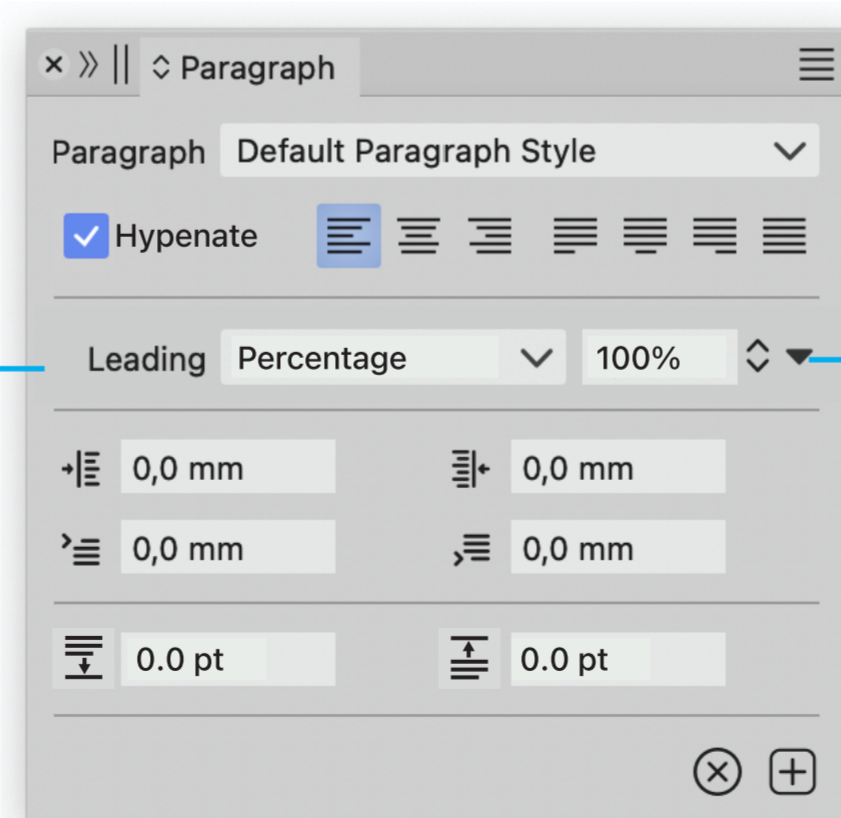 Paragraph
Paragraph Default Paragraph Style
Hypenate
Leading Percentage 100%
0,0 mm 0,0 mm
0,0 mm 0,0 mm
0.0 pt 0.0 pt